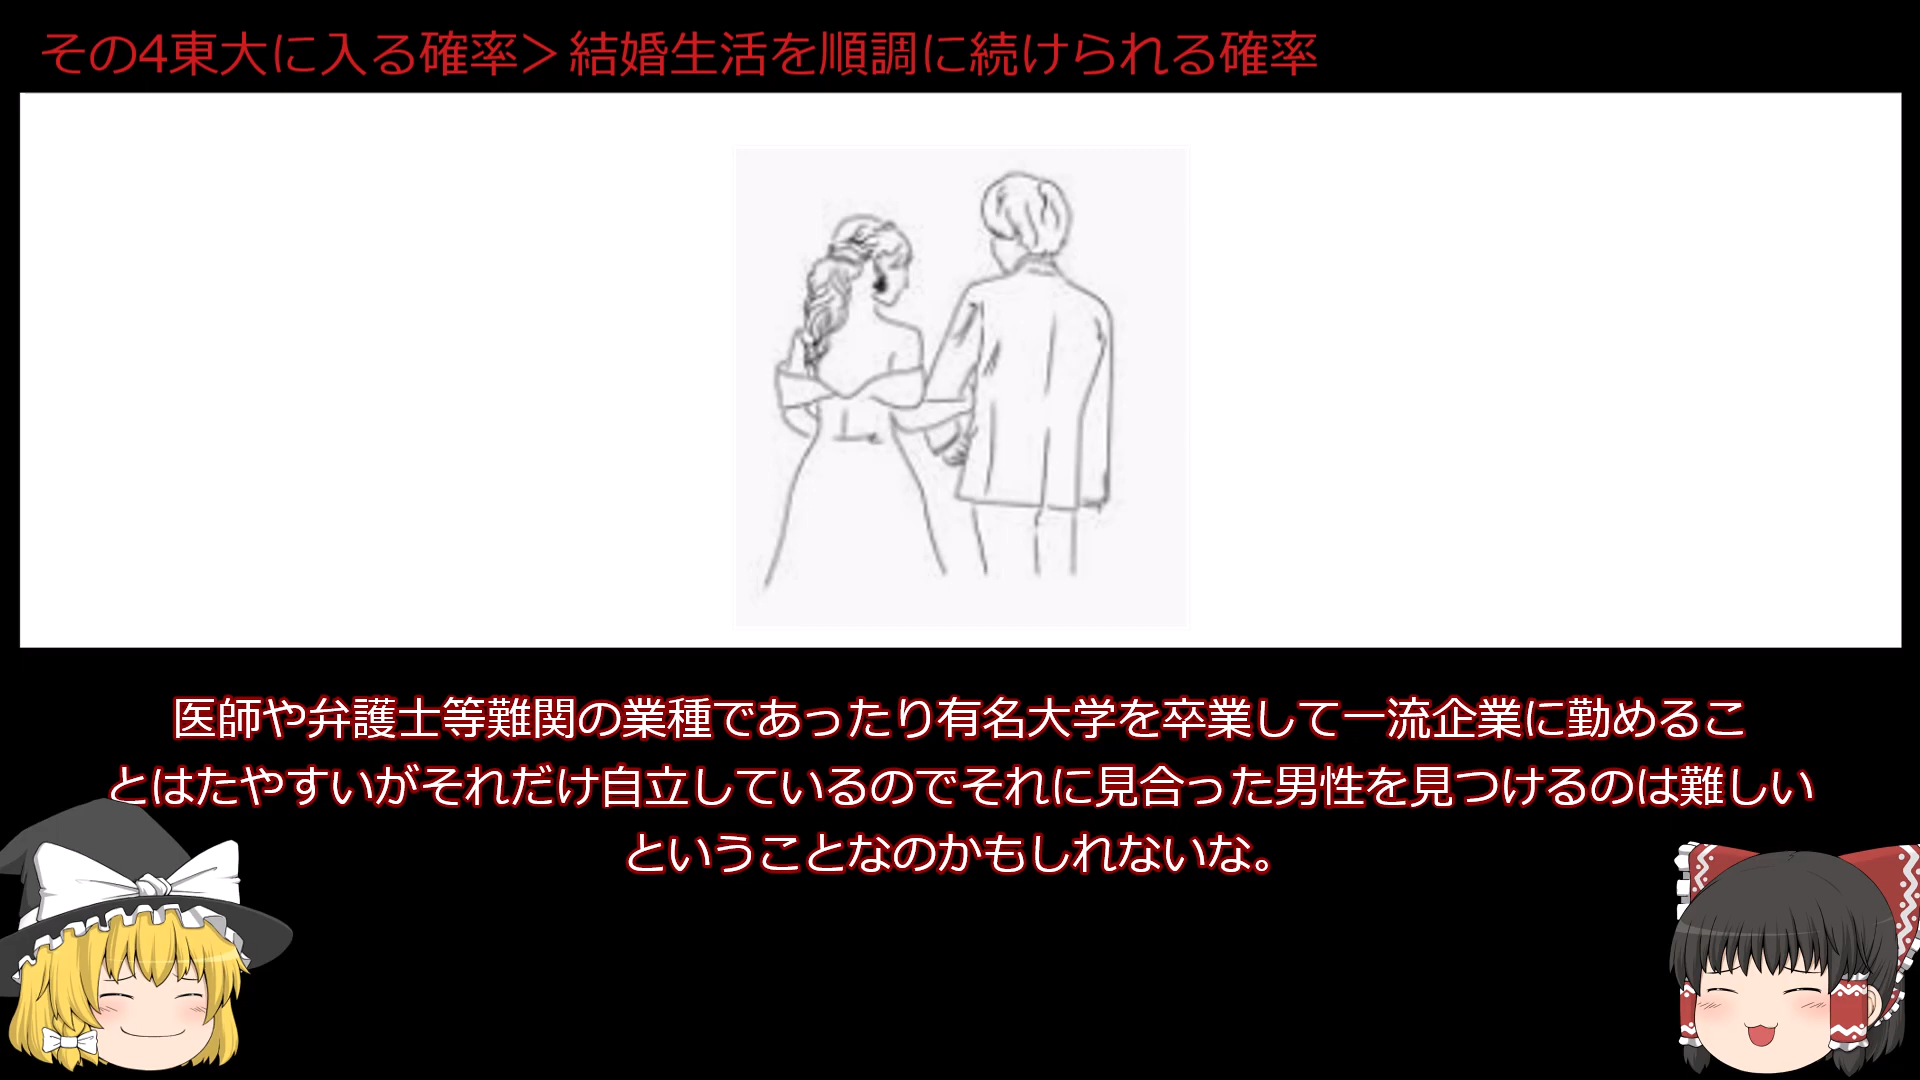 その4東大に入る確率＞結婚生活を順調に続けられる確率
医師や弁護士等難関の業種であったり有名大学を卒業して一流企業に勤めるこ
とはたやすいがそれだけ自立しているのでそれに見合った男性を見つけるのは難しい
ということなのかもしれないな。